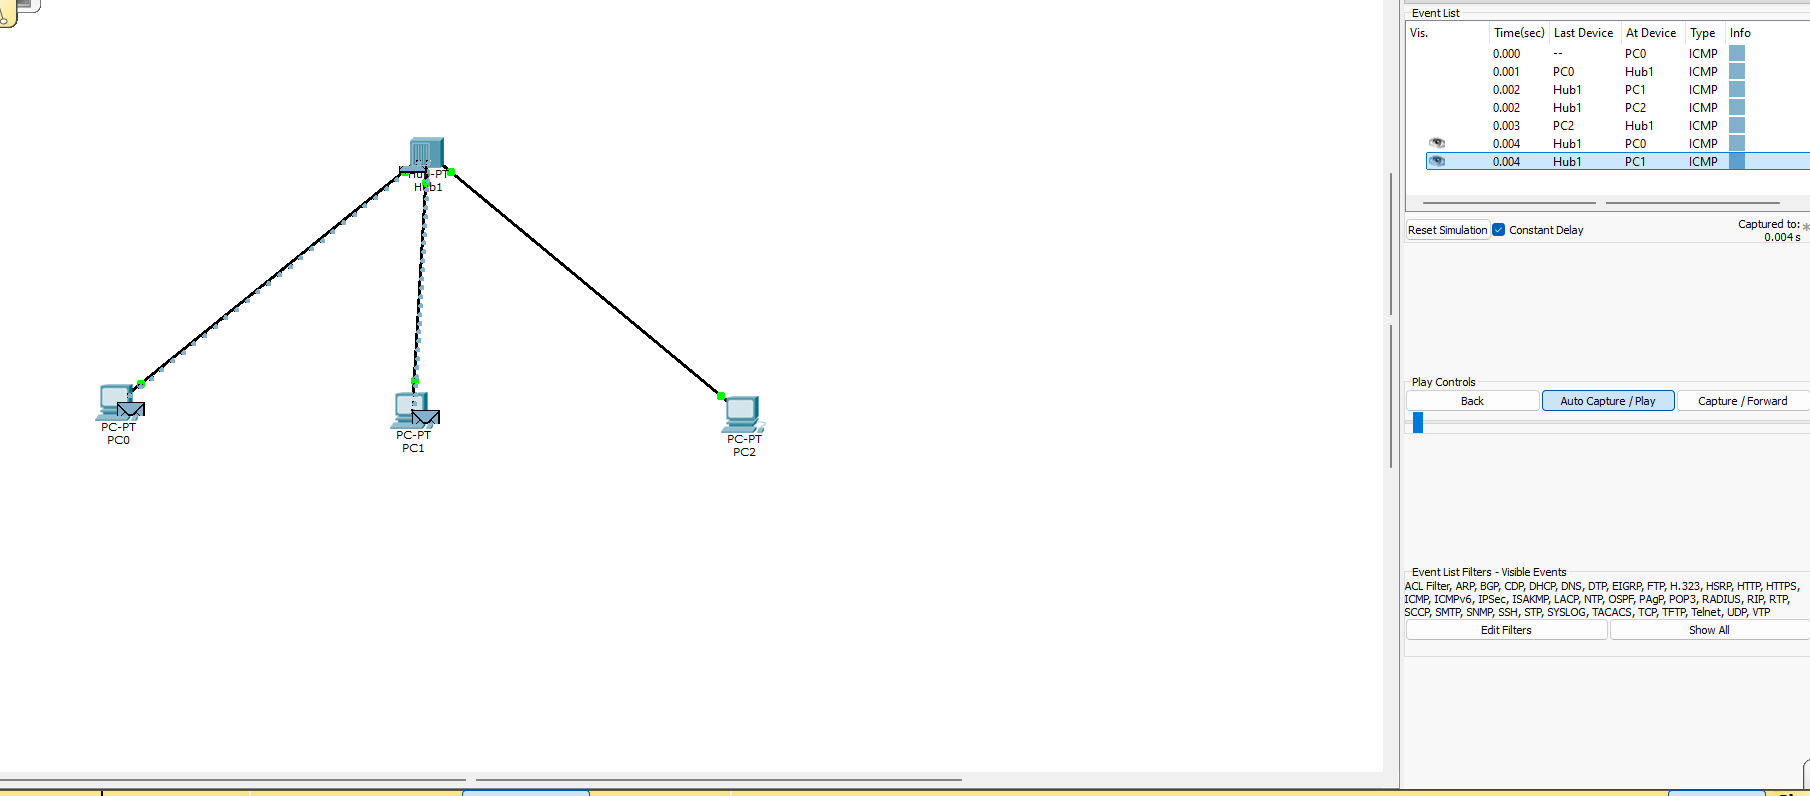 Event List
Vis. Time(sec) Last Device At Device Type Info
0.000 -- PC0 ICMP
0.001 PC0 Hub1 ICMP
0.002 Hub1 PC1 ICMP
0.002 Hub1 PC2 ICMP
0.003 PC2 Hub1 ICMP
0.004 Hub1 PC0 ICMP
0.004 Hub1 PC1 ICMP
Reset Simulation Constant Delay
Captured to:
0.004 s
Play Controls
Back Auto Capture / Play Capture / Forward
Event List Filters - Visible Events
ACL Filter, ARP, BGP, CDP, DHCP, DNS, DTP, EIGRP, FTP, H.323, HSRP, HTTP, HTTPS,
ICMP, ICMPv6, IPSec, ISAKMP, LACP, NTP, OSPF, PAgP, POP3, RADIUS, RIP, RTP,
SCCP, SMTP, SNMP, SSH, STP, SYSLOG, TACACS, TCP, TFTP, Telnet, UDP, VTP
Edit Filters Show All
Hub-PT
Hub1
PC-PT
PC0
PC-PT
PC1
PC-PT
PC2